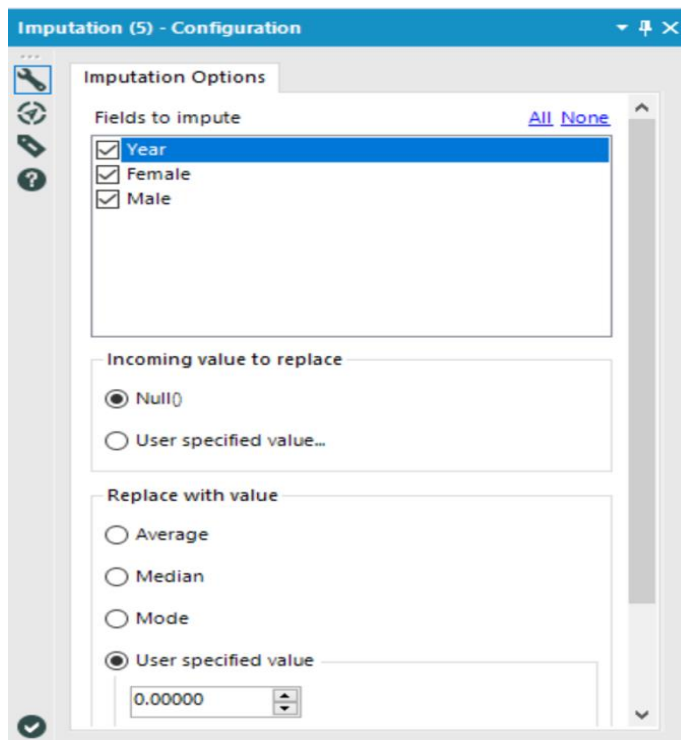 Imputation (5) - Configuration
Imputation Options
Fields to impute All None
Year
Female
Male
Incoming value to replace
Null()
User specified value...
Replace with value
Average
Median
Mode
User specified value
0.00000